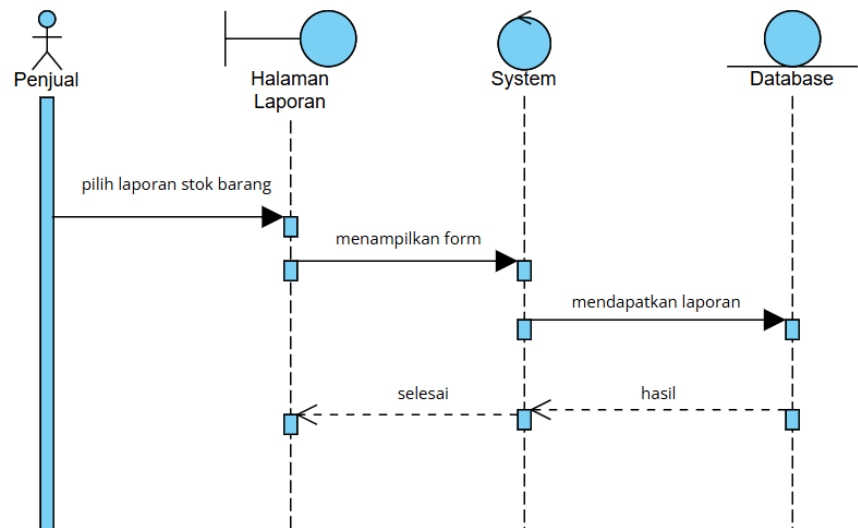 Penjual
Halaman
Laporan
System
Database
pilih laporan stok barang
menampilkan form
mendapatkan laporan
selesai
hasil